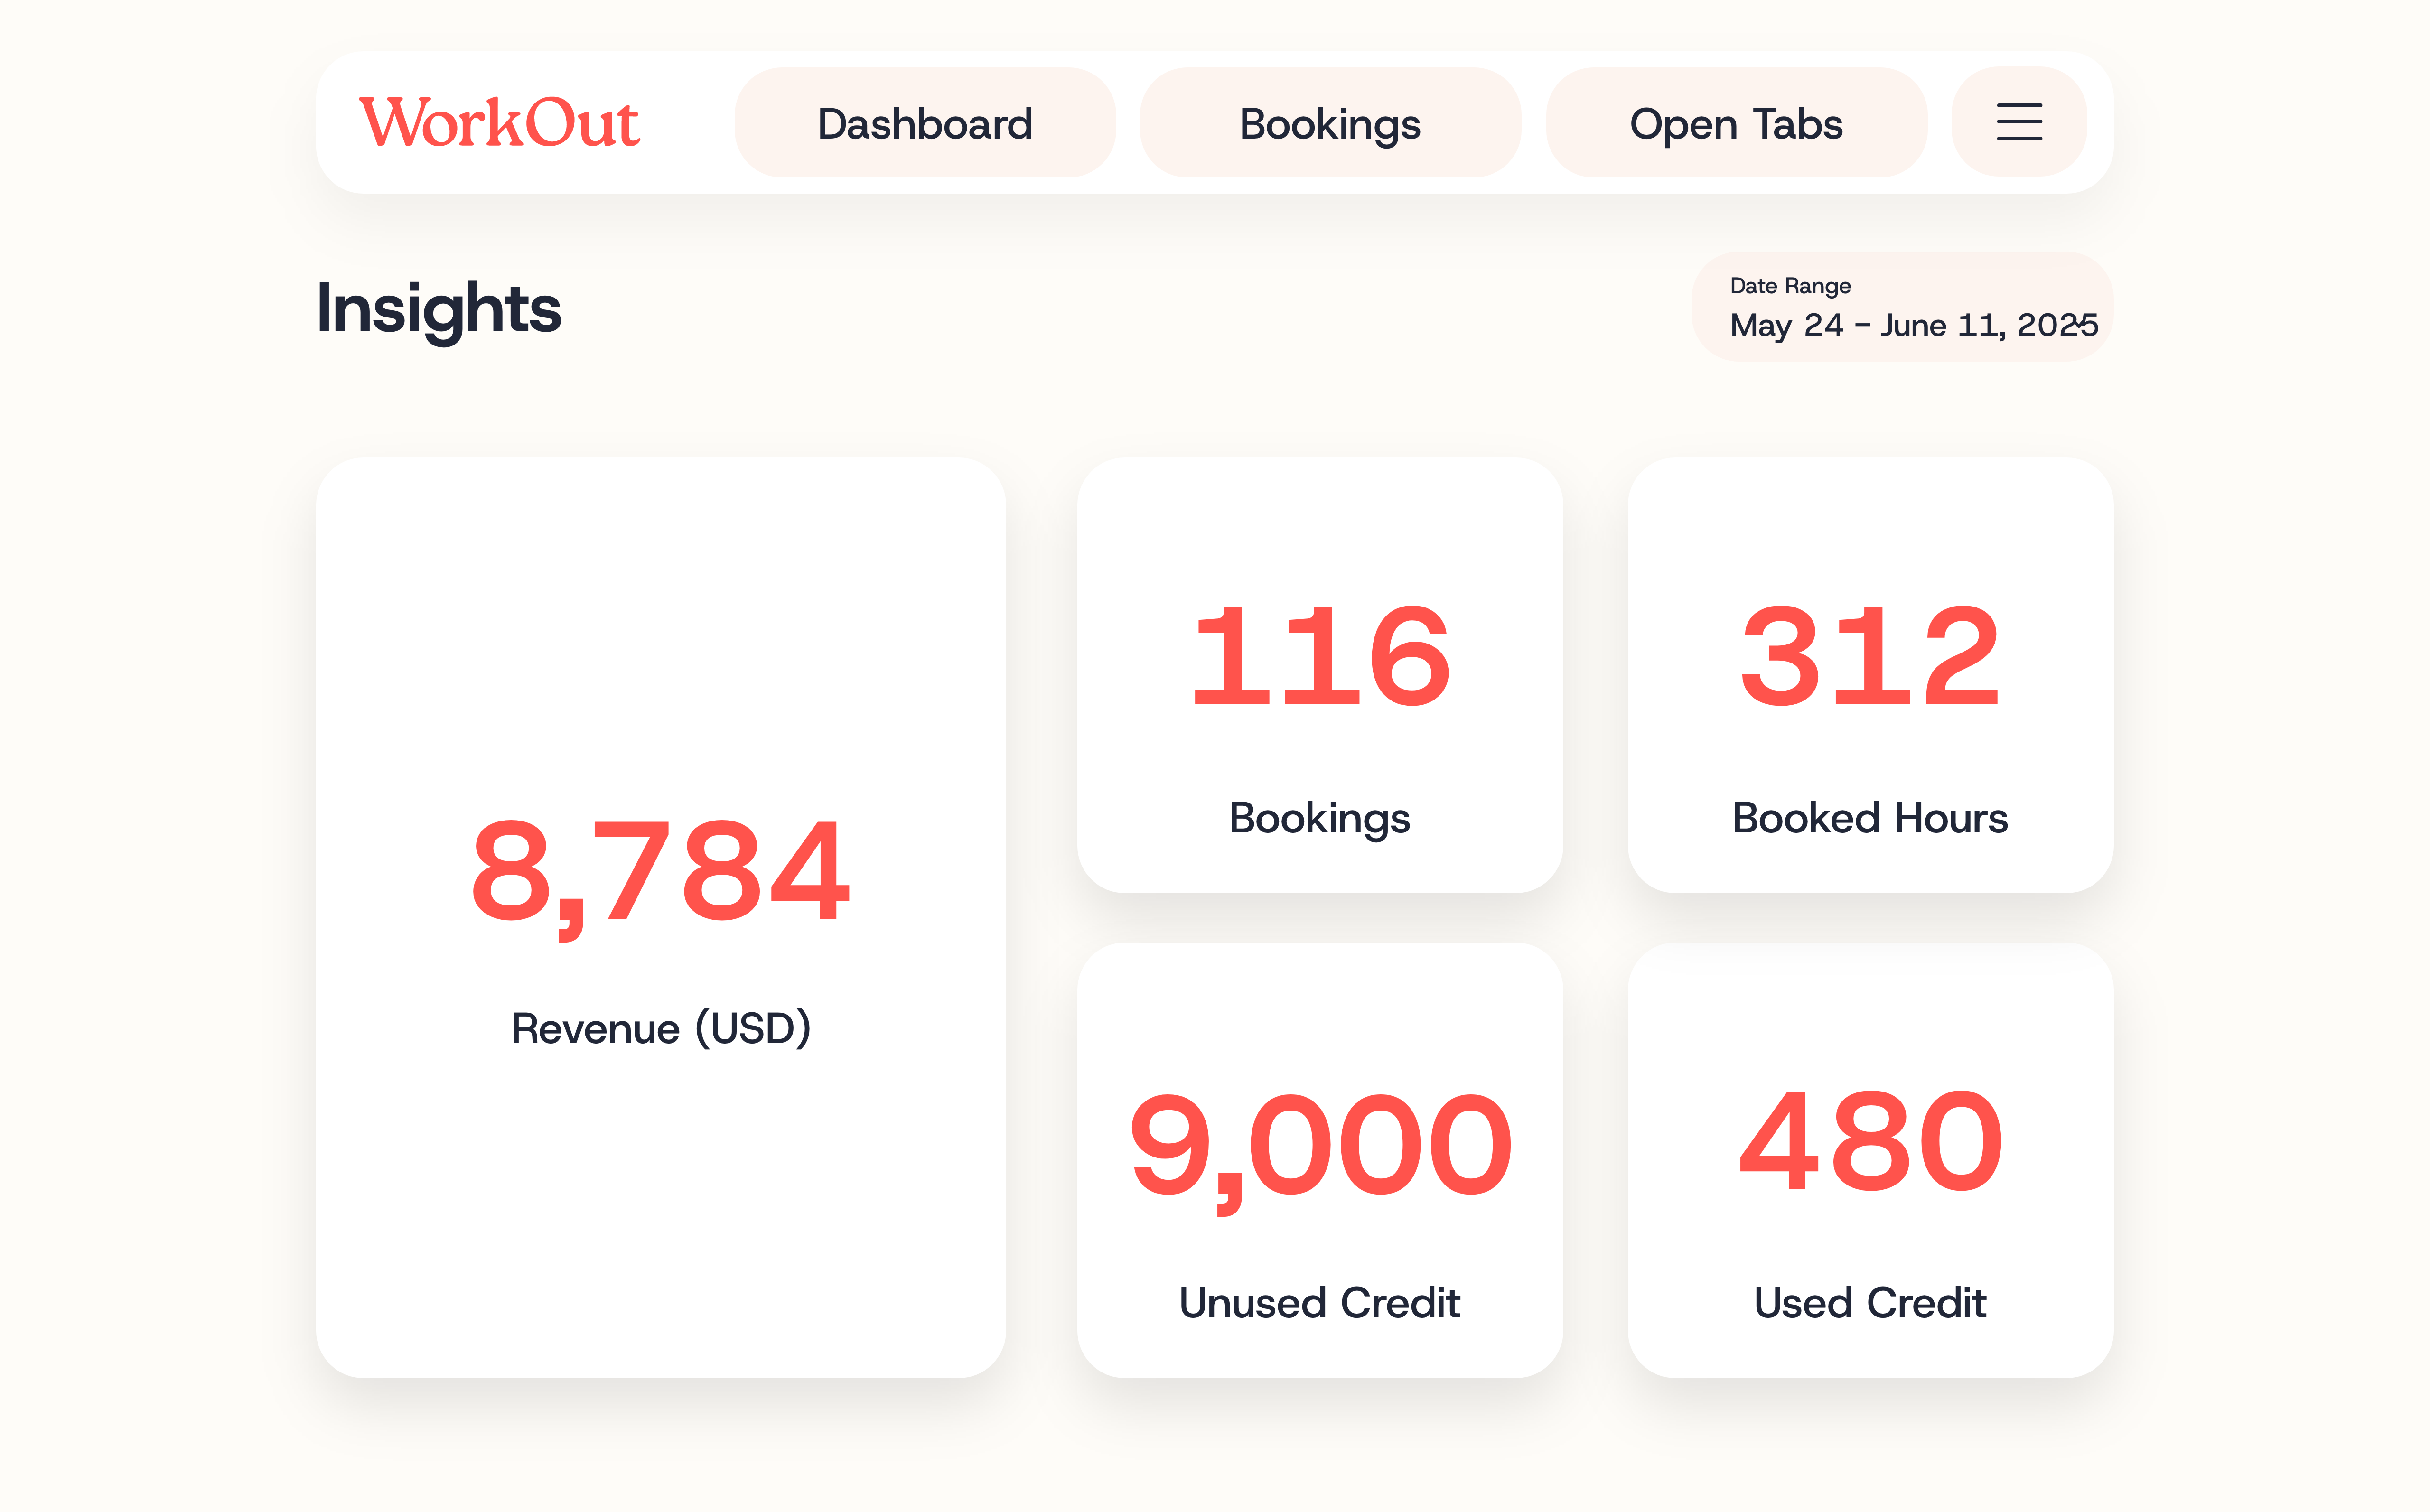 WorkOut
Dashboard
Bookings
Open Tabs
Insights
Date Range
May 24 – June 11, 2025
8,784
Revenue (USD)
116
Bookings
312
Booked Hours
9,000
Unused Credit
480
Used Credit